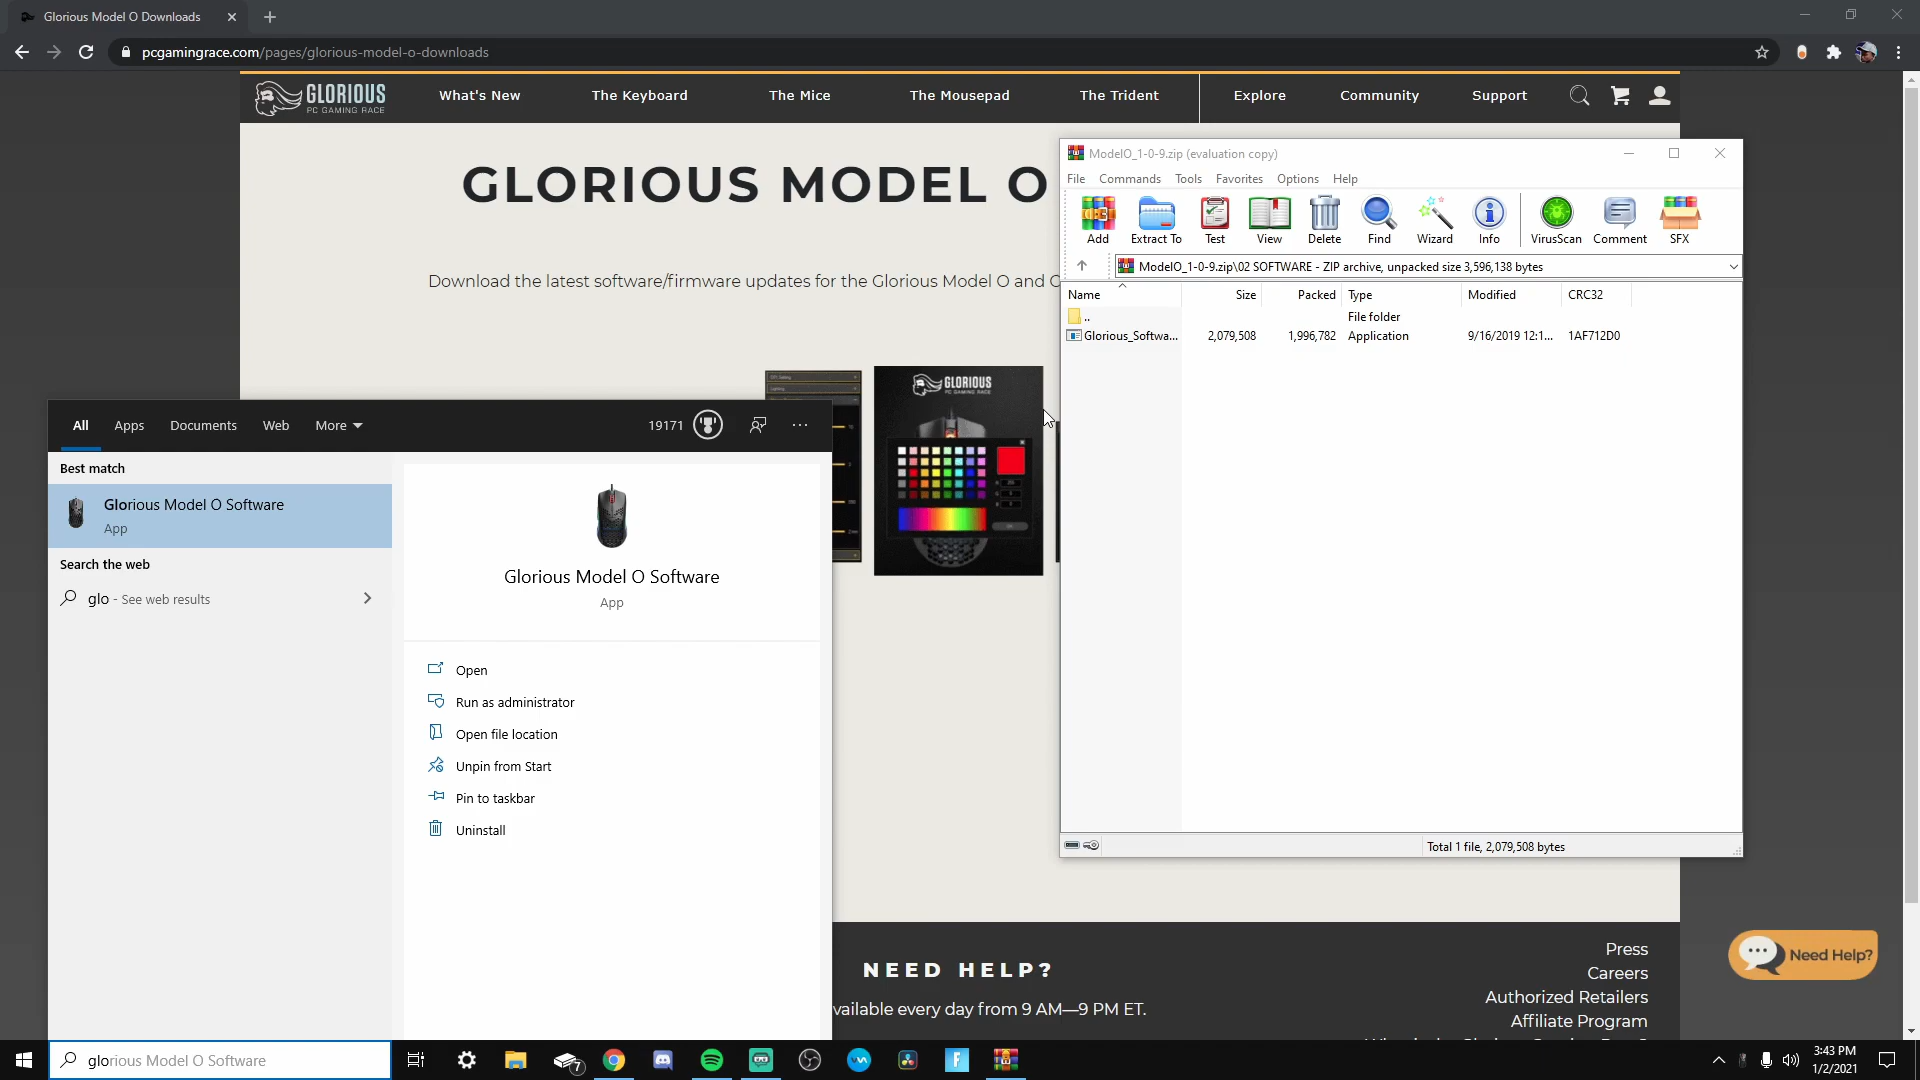 Glorious Model O Downloads
pcgamingrace.com/pages/glorious-model-o-downloads
GLORIOUS
PC GAMING RACE
What's New
The Keyboard
The Mice
The Mousepad
The Trident
Explore
Community
Support
GLORIOUS MODEL O
Download the latest software/firmware updates for the Glorious Model O and
ModelO_1-0-9.zip (evaluation copy)
File
Commands
Tools
Favorites
Options
Help
Add
Extract To
Test
View
Delete
Find
Wizard
Info
VirusScan
Comment
SFX
ModelO_1-0-9.zip\02 SOFTWARE - ZIP archive, unpacked size 3,596,138 bytes
Name
Size
Packed
Type
Modified
CRC32
..
File folder
Glorious_Softwa...
2,079,508
1,996,782
Application
9/16/2019 12:1...
1AF712D0
Total 1 file, 2,079,508 bytes
GLORIOUS
PC GAMING RACE
All
Apps
Documents
Web
More
19171
Best match
Glorious Model O Software
App
Search the web
glo - See web results
Glorious Model O Software
App
Open
Run as administrator
Open file location
Unpin from Start
Pin to taskbar
Uninstall
NEED HELP?
vailable every day from 9 AM—9 PM ET.
Press
Careers
Authorized Retailers
Affiliate Program
Need Help?
glorious Model O Software
7
3:43 PM
1/2/2021